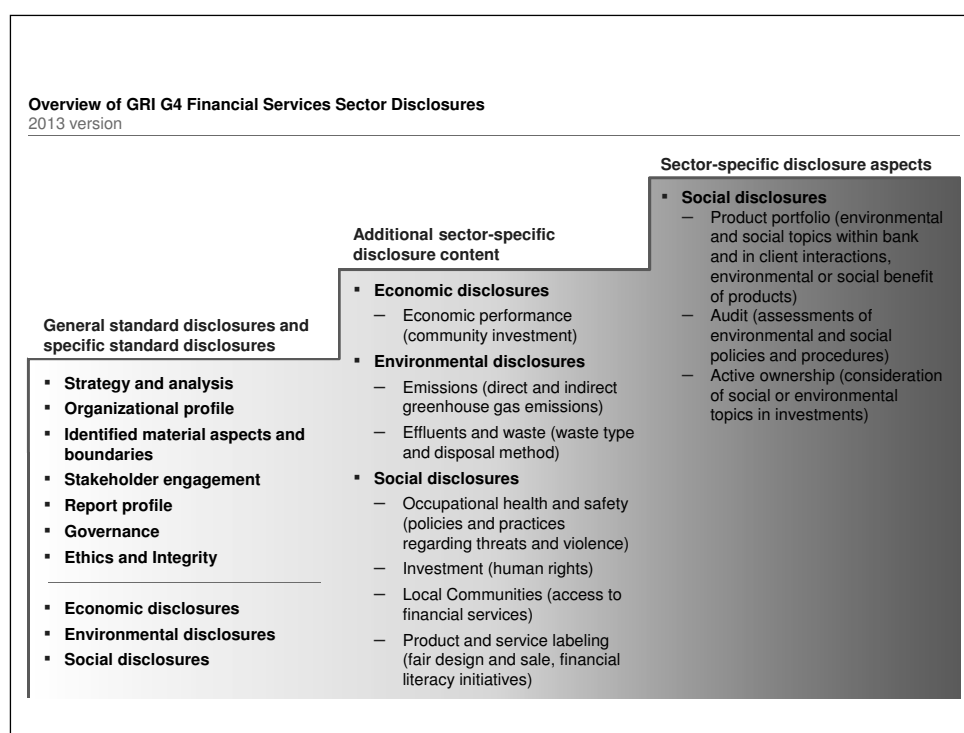 Overview of GRI G4 Financial Services Sector Disclosures
2013 version
General standard disclosures and
specific standard disclosures
▪ Strategy and analysis
▪ Organizational profile
▪ Identified material aspects and
boundaries
▪ Stakeholder engagement
▪ Report profile
▪ Governance
▪ Ethics and Integrity
▪ Economic disclosures
▪ Environmental disclosures
▪ Social disclosures
Additional sector-specific
disclosure content
▪ Economic disclosures
– Economic performance
(community investment)
▪ Environmental disclosures
– Emissions (direct and indirect
greenhouse gas emissions)
– Effluents and waste (waste type
and disposal method)
▪ Social disclosures
– Occupational health and safety
(policies and practices
regarding threats and violence)
– Investment (human rights)
– Local Communities (access to
financial services)
– Product and service labeling
(fair design and sale, financial
literacy initiatives)
Sector-specific disclosure aspects
▪ Social disclosures
– Product portfolio (environmental
and social topics within bank
and in client interactions,
environmental or social benefit
of products)
– Audit (assessments of
environmental and social
policies and procedures)
– Active ownership (consideration
of social or environmental
topics in investments)